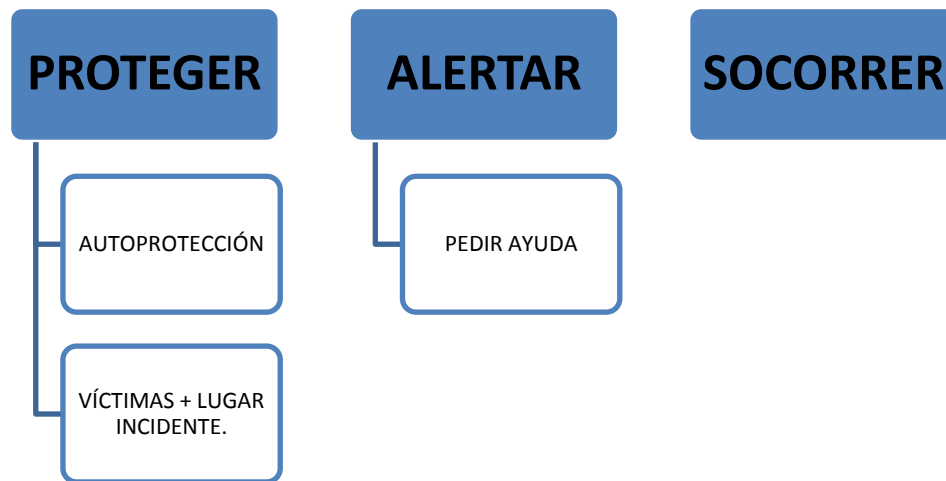 PROTEGER
AUTOPROTECCIÓN
VÍCTIMAS + LUGAR
INCIDENTE.
ALERTAR
PEDIR AYUDA
SOCORRER